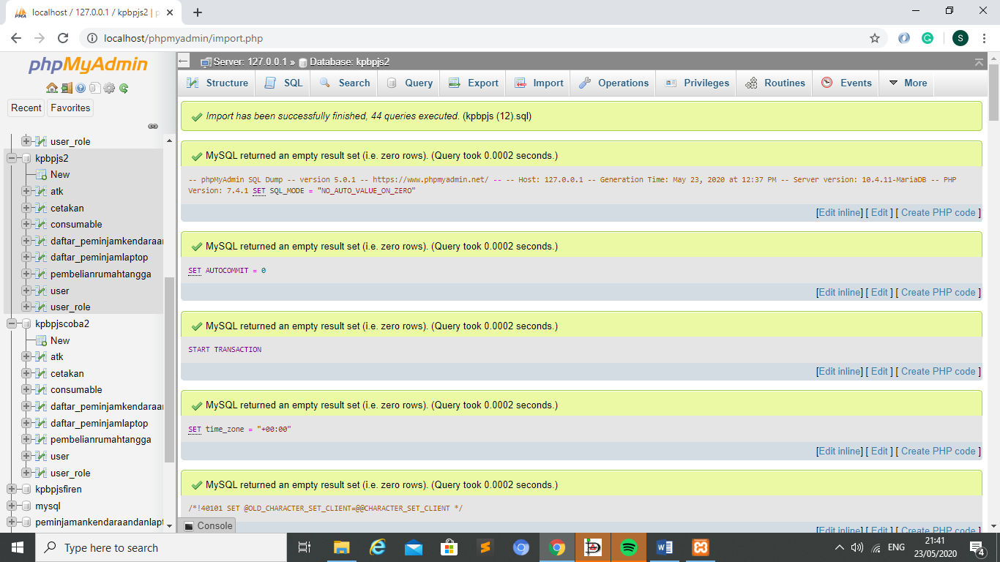 localhost / 127.0.0.1 / kpbpjs2 | p
localhost/phpmyadmin/import.php
S
phpMyAdmin
Recent
Favorites
user_role
kpbpjs2
New
atk
cetakan
consumable
daftar_peminjamkendaraan
daftar_peminjamlaptop
pembelianrumahtangga
user
user_role
kpbpjscoba2
New
atk
cetakan
consumable
daftar_peminjamkendaraan
daftar_peminjamlaptop
pembelianrumahtangga
user
user_role
kpbpjsfiren
mysql
peminjamankendaraandanlapt
Server: 127.0.0.1 » Database: kpbpjs2
Structure SQL Search Query Export Import Operations Privileges Routines Events More
Import has been successfully finished, 44 queries executed. (kpbpjs (12).sql)
MySQL returned an empty result set (i.e. zero rows). (Query took 0.0002 seconds.)
-- phpMyAdmin SQL Dump -- version 5.0.1 -- https://www.phpmyadmin.net/ -- -- Host: 127.0.0.1 -- Generation Time: May 23, 2020 at 12:37 PM -- Server version: 10.4.11-MariaDB -- PHP
Version: 7.4.1 SET SQL_MODE = "NO_AUTO_VALUE_ON_ZERO"
[Edit inline] [ Edit ] [ Create PHP code ]
MySQL returned an empty result set (i.e. zero rows). (Query took 0.0002 seconds.)
SET AUTOCOMMIT = 0
[Edit inline] [ Edit ] [ Create PHP code ]
MySQL returned an empty result set (i.e. zero rows). (Query took 0.0002 seconds.)
START TRANSACTION
[Edit inline] [ Edit ] [ Create PHP code ]
MySQL returned an empty result set (i.e. zero rows). (Query took 0.0002 seconds.)
SET time_zone = "+00:00"
[Edit inline] [ Edit ] [ Create PHP code ]
MySQL returned an empty result set (i.e. zero rows). (Query took 0.0002 seconds.)
/*!40101 SET @OLD_CHARACTER_SET_CLIENT=@@CHARACTER_SET_CLIENT */
[Edit inline] [ Edit ] [ Create PHP code ]
Console
Type here to search
ENG
21:41
23/05/2020
4